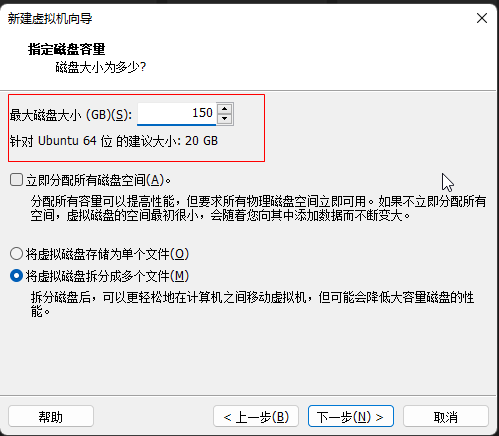 新建虚拟机向导
指定磁盘容量
磁盘大小为多少?
最大磁盘大小 (GB)(S): 150
针对 Ubuntu 64 位 的建议大小: 20 GB
立即分配所有磁盘空间(A)。
分配所有容量可以提高性能，但要求所有物理磁盘空间立即可用。如果不立即分配所有
空间，虚拟磁盘的空间最初很小，会随着您向其中添加数据而不断变大。
将虚拟磁盘存储为单个文件(O)
将虚拟磁盘拆分成多个文件(M)
拆分磁盘后，可以更轻松地在计算机之间移动虚拟机，但可能会降低大容量磁盘的性
能。
帮助 < 上一步(B) 下一步(N) > 取消